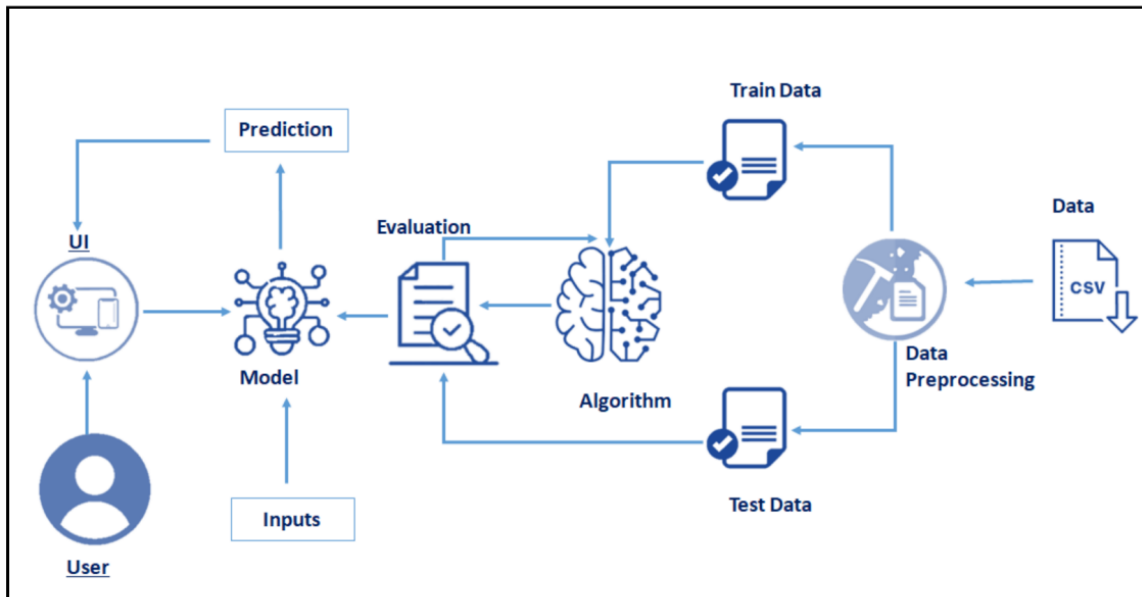 Train Data
Prediction
Data
Evaluation
UI
CSV
Model
Data
Preprocessing
Algorithm
Inputs
Test Data
User